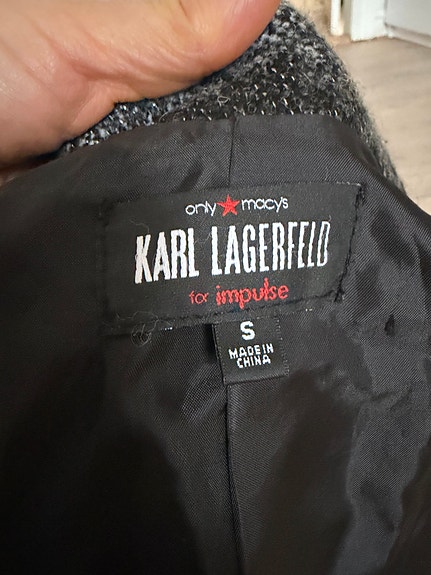 only ★ macy's
KARL LAGERFELD
for impulse
S
MADE IN
CHINA